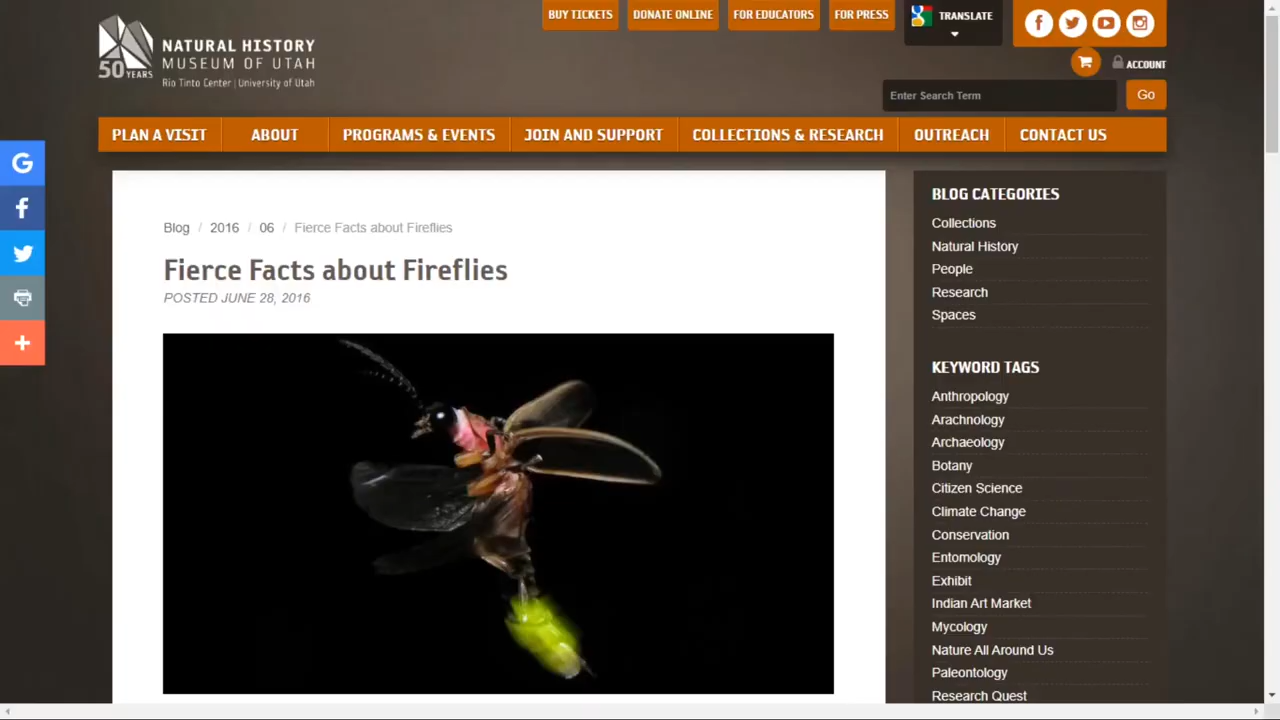 BUY TICKETS
DONATE ONLINE
FOR EDUCATORS
FOR PRESS
TRANSLATE
50 YEARS
NATURAL HISTORY
MUSEUM OF UTAH
Rio Tinto Center | University of Utah
ACCOUNT
Enter Search Term
Go
PLAN A VISIT
ABOUT
PROGRAMS & EVENTS
JOIN AND SUPPORT
COLLECTIONS & RESEARCH
OUTREACH
CONTACT US
Blog / 2016 / 06 / Fierce Facts about Fireflies
Fierce Facts about Fireflies
POSTED JUNE 28, 2016
BLOG CATEGORIES
Collections
Natural History
People
Research
Spaces
KEYWORD TAGS
Anthropology
Arachnology
Archaeology
Botany
Citizen Science
Climate Change
Conservation
Entomology
Exhibit
Indian Art Market
Mycology
Nature All Around Us
Paleontology
Research Quest